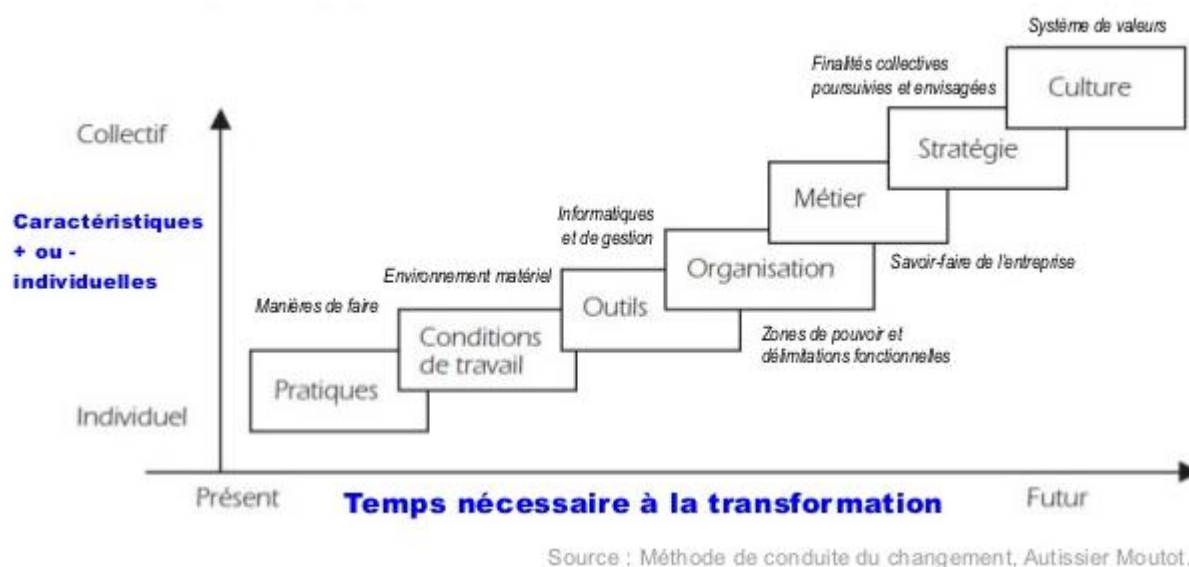 Système de valeurs
Culture
Finalités collectives
poursuivies et envisagées
Stratégie
Collectif
Métier
Savoir-faire de l'entreprise
Caractéristiques
+ ou -
individuelles
Informatiques
et de gestion
Organisation
Zones de pouvoir et
délimitations fonctionnelles
Environnement matériel
Outils
Manières de faire
Conditions
de travail
Pratiques
Individuel
Présent
Temps nécessaire à la transformation
Futur
Source : Méthode de conduite du changement, Autissier Moutot,